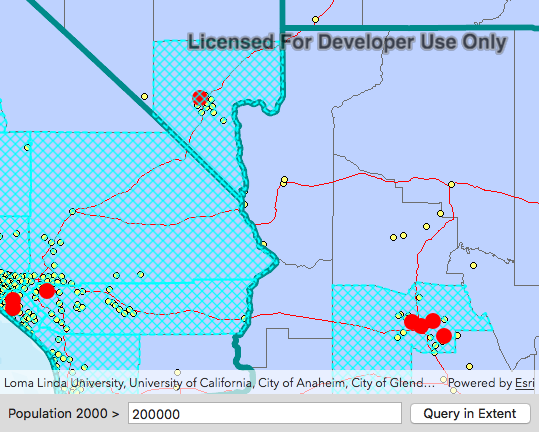 Licensed For Developer Use Only
Loma Linda University, University of California, City of Anaheim, City of Glend... Powered by Esri
Population 2000 > 200000 Query in Extent